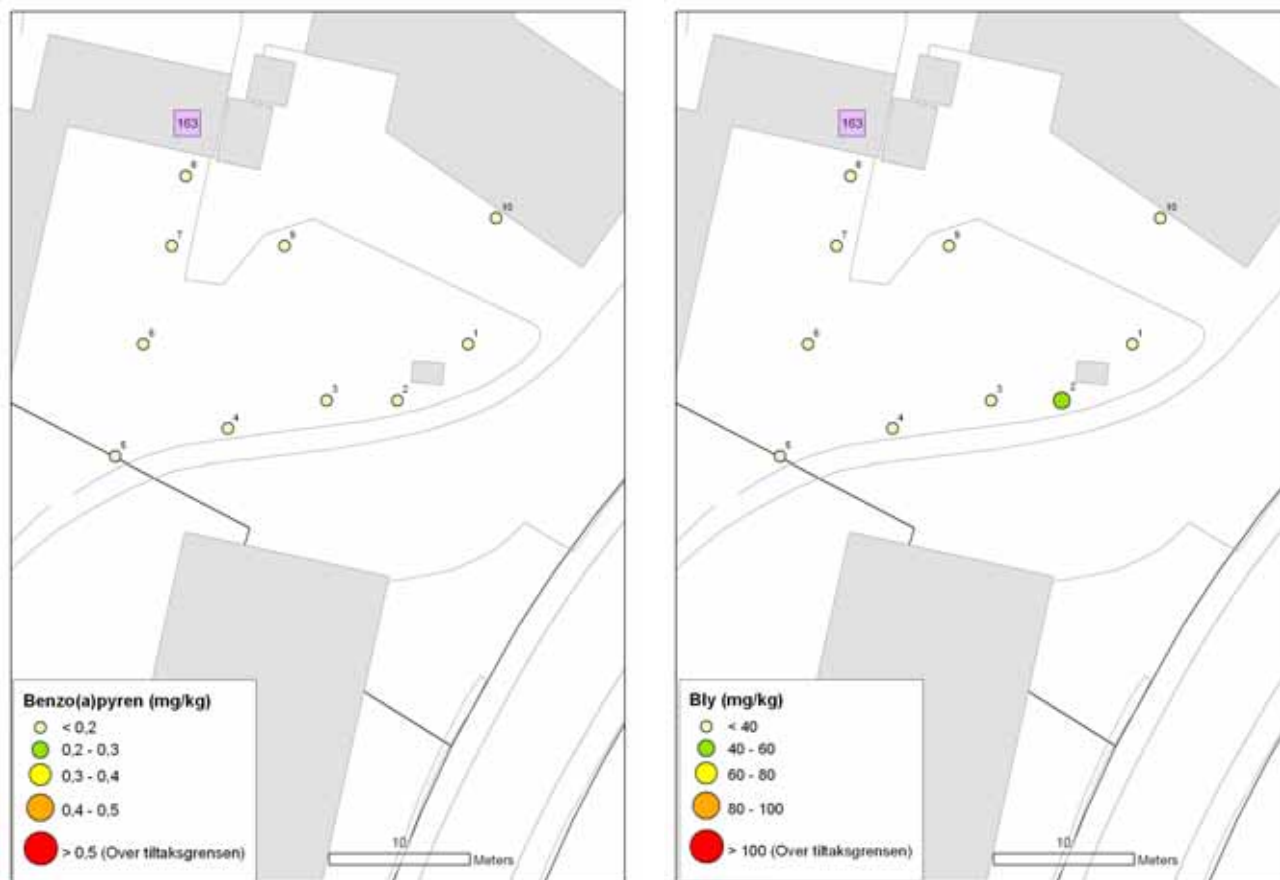 163
8
10
7
9
6
1
3
2
4
5
Benzo(a)pyren (mg/kg)
< 0,2
0,2 - 0,3
0,3 - 0,4
0.4 - 0,5
> 0,5 (Over tiltaksgrensen)
10
Meters
163
8
10
7
9
6
1
2
3
4
5
Bly (mg/kg)
< 40
40 - 60
60 - 80
80 - 100
> 100 (Over tiltaksgrensen)
10
Meters